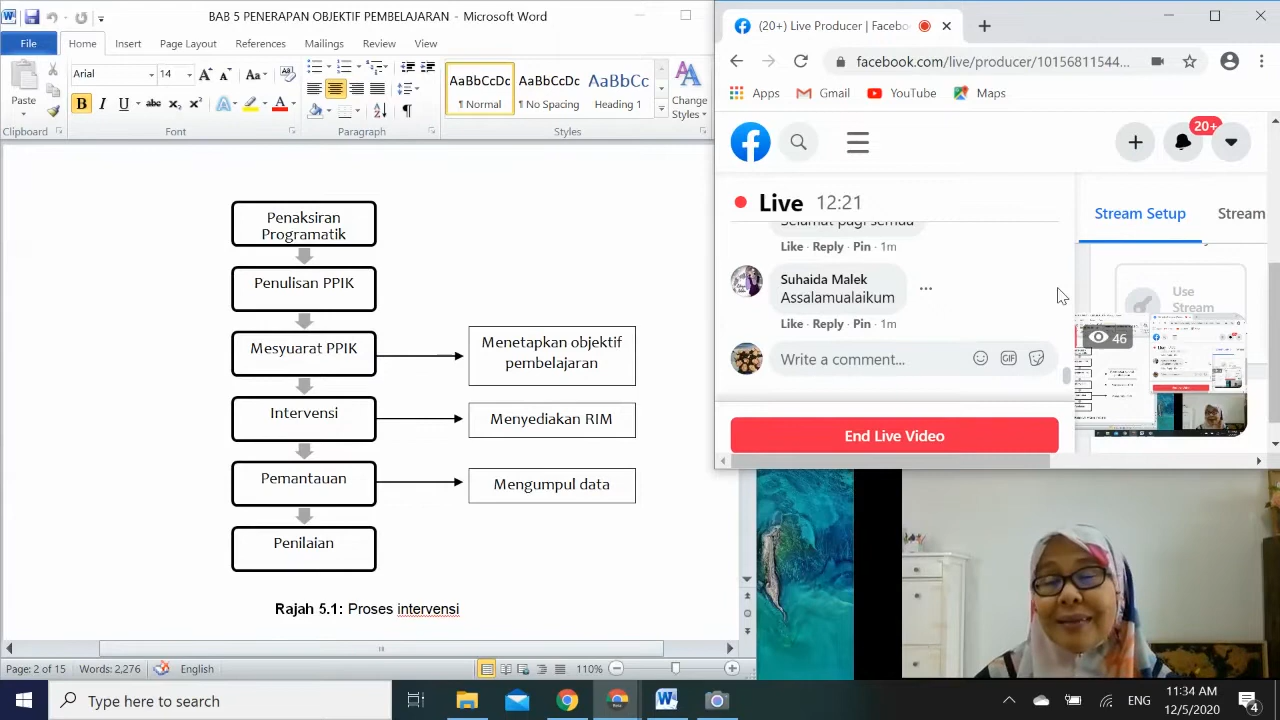 BAB 5 PENERAPAN OBJEKTIF PEMBELAJARAN - Microsoft Word
File Home Insert Page Layout References Mailings Review View
Arial 14
Aa
Paste
B I U abc x₂ x² A A
AaBbCcDc AaBbCcDc AaBbCc
¶ Normal ¶ No Spacing Heading 1
Change
Styles
Clipboard Font Paragraph Styles
Penaksiran
Programatik
Penulisan PPIK
Mesyuarat PPIK
Menetapkan objektif
pembelajaran
Intervensi
Menyediakan RIM
Pemantauan
Mengumpul data
Penilaian
Rajah 5.1: Proses intervensi
Page: 2 of 15 Words: 2,276 English 110%
(20+) Live Producer | Facebo
facebook.com/live/producer/10156811544...
Apps Gmail YouTube Maps
20+
Live 12:21
Selamat pagi semua
Like · Reply · Pin · 1m
Suhaida Malek
Assalamualaikum
Like · Reply · Pin · 1m
Write a comment...
GIF
End Live Video
Stream Setup Stream
Use
Stream
46
Type here to search
ENG
11:34 AM
12/5/2020
4